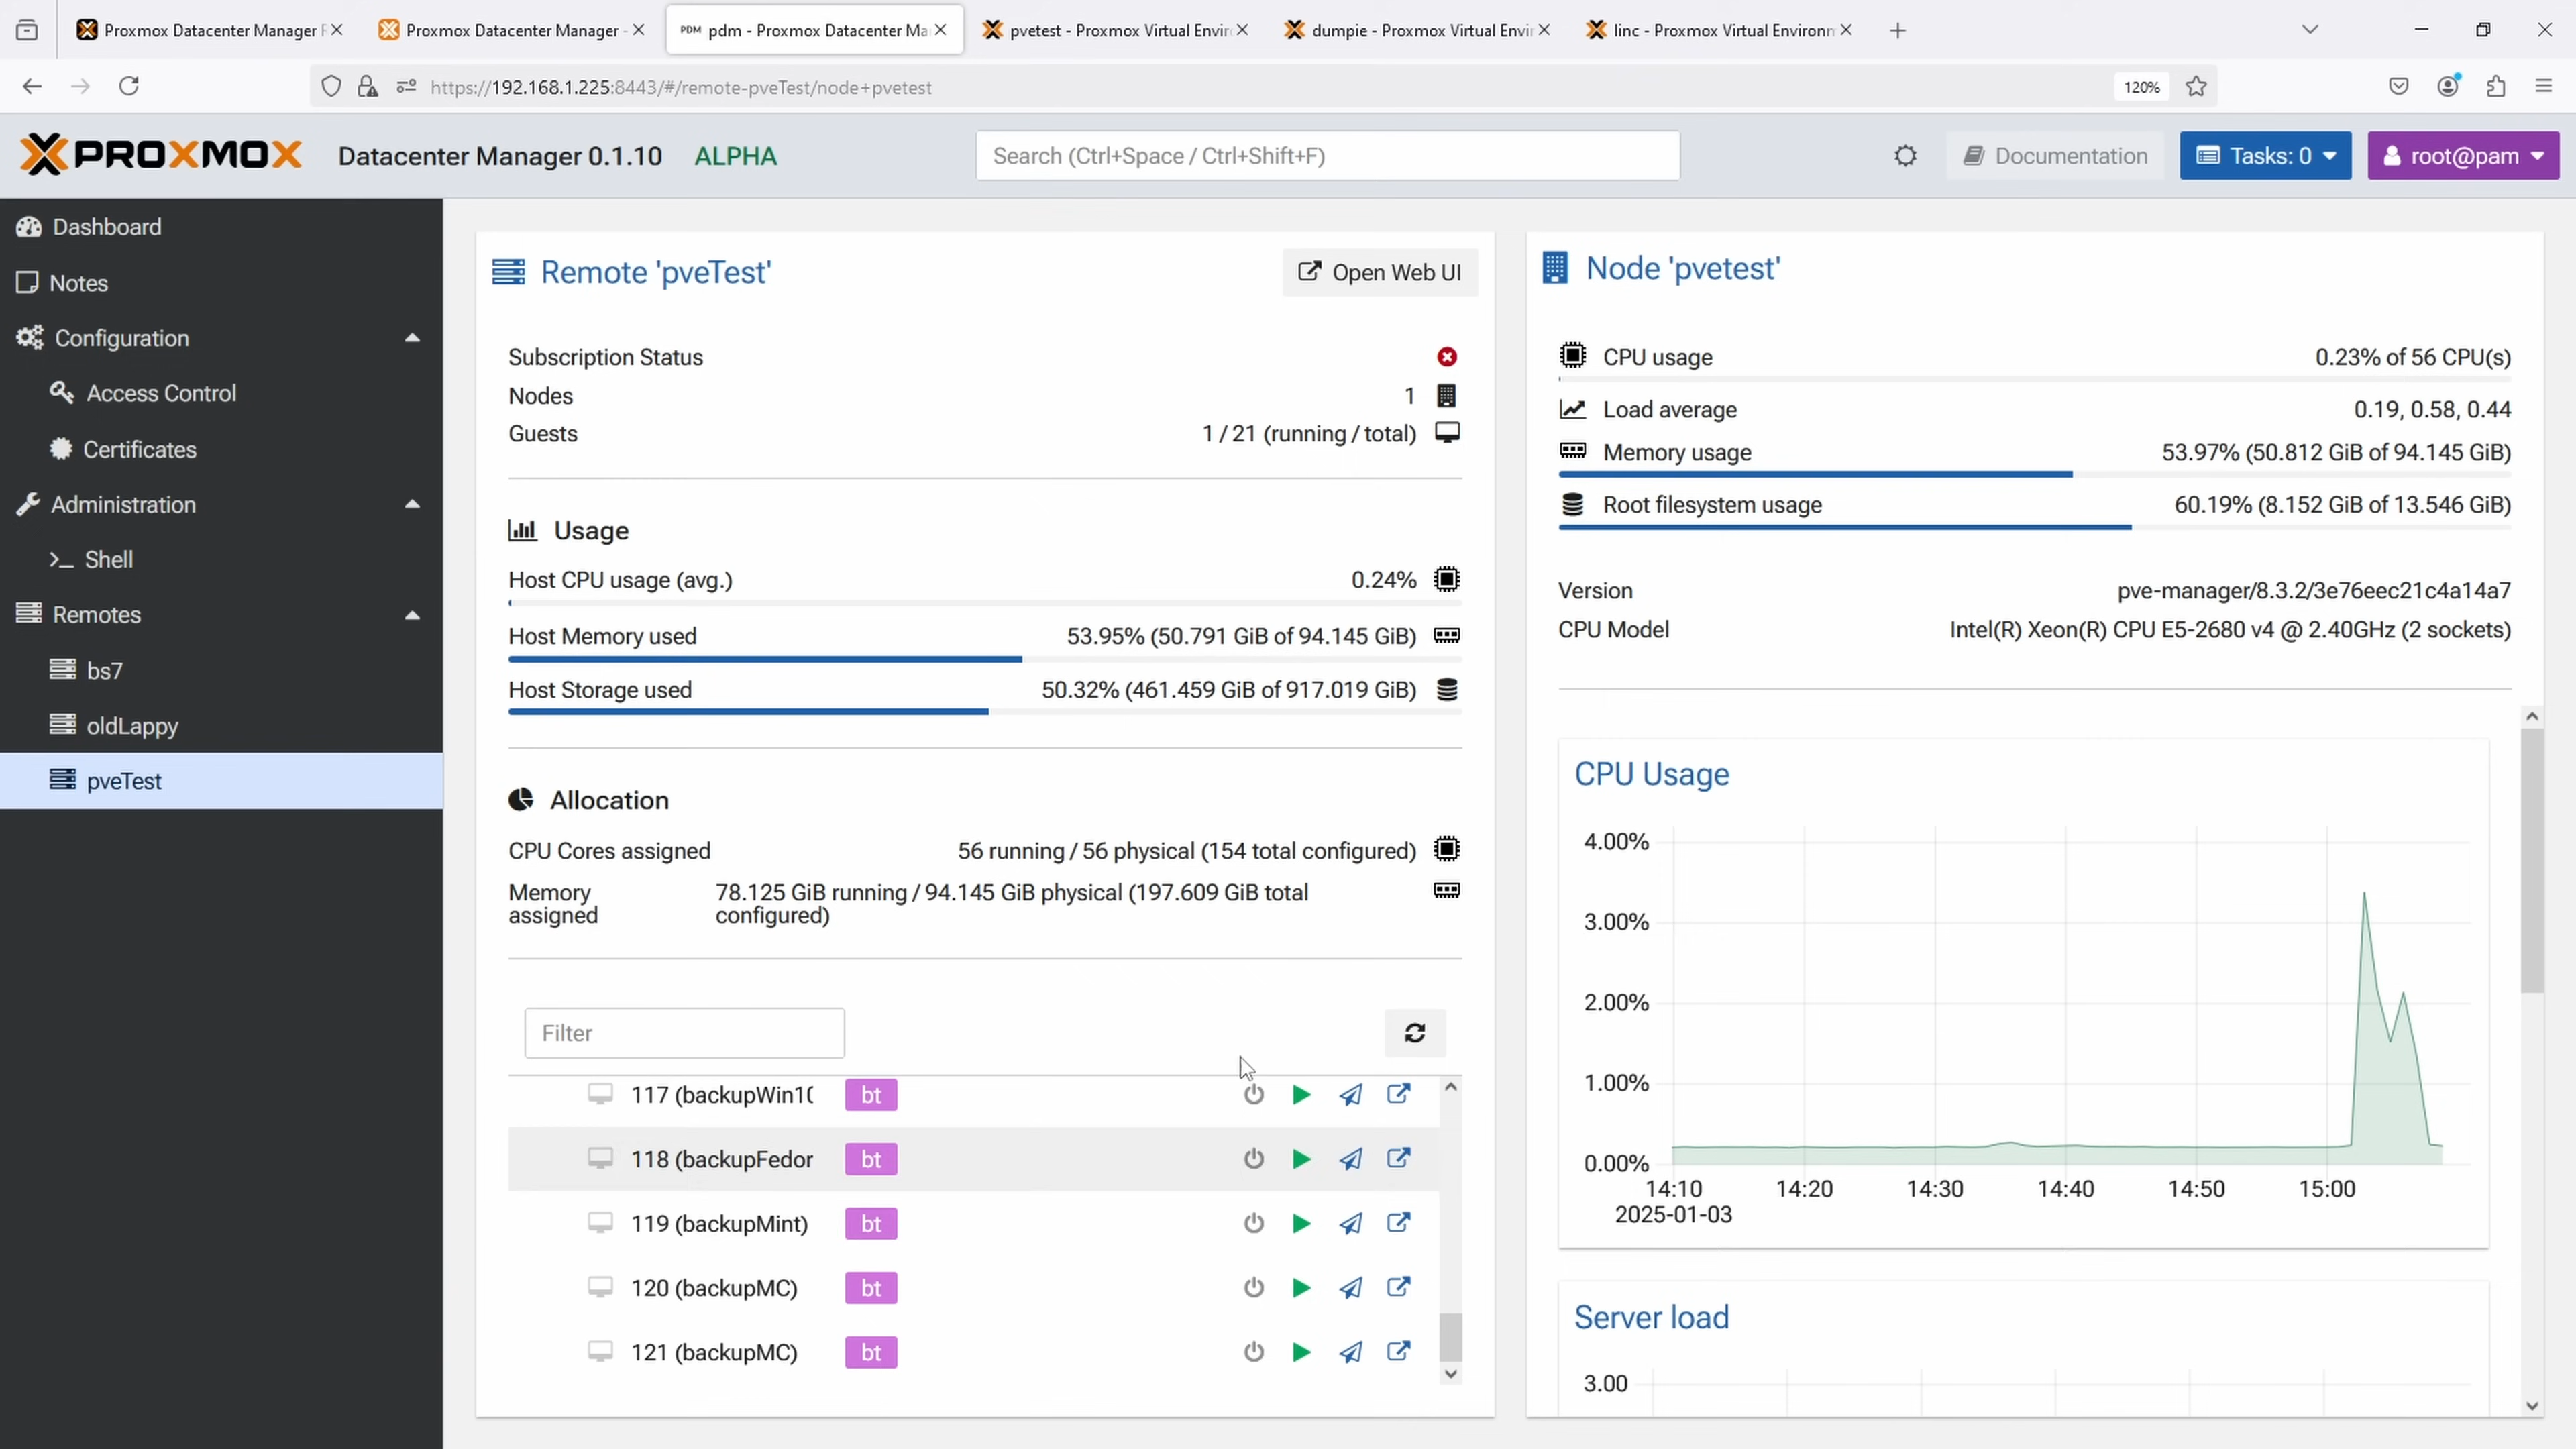 Proxmox Datacenter Manager F
Proxmox Datacenter Manager -
PDM pdm - Proxmox Datacenter Ma
pvetest - Proxmox Virtual Envir
dumpie - Proxmox Virtual Envir
linc - Proxmox Virtual Environm
https://192.168.1.225:8443/#/remote-pveTest/node+pvetest
120%
PROXMOX
Datacenter Manager 0.1.10
ALPHA
Search (Ctrl+Space / Ctrl+Shift+F)
Documentation
Tasks: 0
root@pam
Dashboard
Notes
Configuration
Access Control
Certificates
Administration
Shell
Remotes
bs7
oldLappy
pveTest
Remote 'pveTest'
Open Web UI
Subscription Status
Nodes 1
Guests 1 / 21 (running / total)
Usage
Host CPU usage (avg.) 0.24%
Host Memory used 53.95% (50.791 GiB of 94.145 GiB)
Host Storage used 50.32% (461.459 GiB of 917.019 GiB)
Allocation
CPU Cores assigned 56 running / 56 physical (154 total configured)
Memory assigned 78.125 GiB running / 94.145 GiB physical (197.609 GiB total configured)
Filter
117 (backupWin10 bt
118 (backupFedor bt
119 (backupMint) bt
120 (backupMC) bt
121 (backupMC) bt
Node 'pvetest'
CPU usage 0.23% of 56 CPU(s)
Load average 0.19, 0.58, 0.44
Memory usage 53.97% (50.812 GiB of 94.145 GiB)
Root filesystem usage 60.19% (8.152 GiB of 13.546 GiB)
Version pve-manager/8.3.2/3e76eec21c4a14a7
CPU Model Intel(R) Xeon(R) CPU E5-2680 v4 @ 2.40GHz (2 sockets)
CPU Usage
4.00%
3.00%
2.00%
1.00%
0.00%
14:10 14:20 14:30 14:40 14:50 15:00
2025-01-03
Server load
3.00